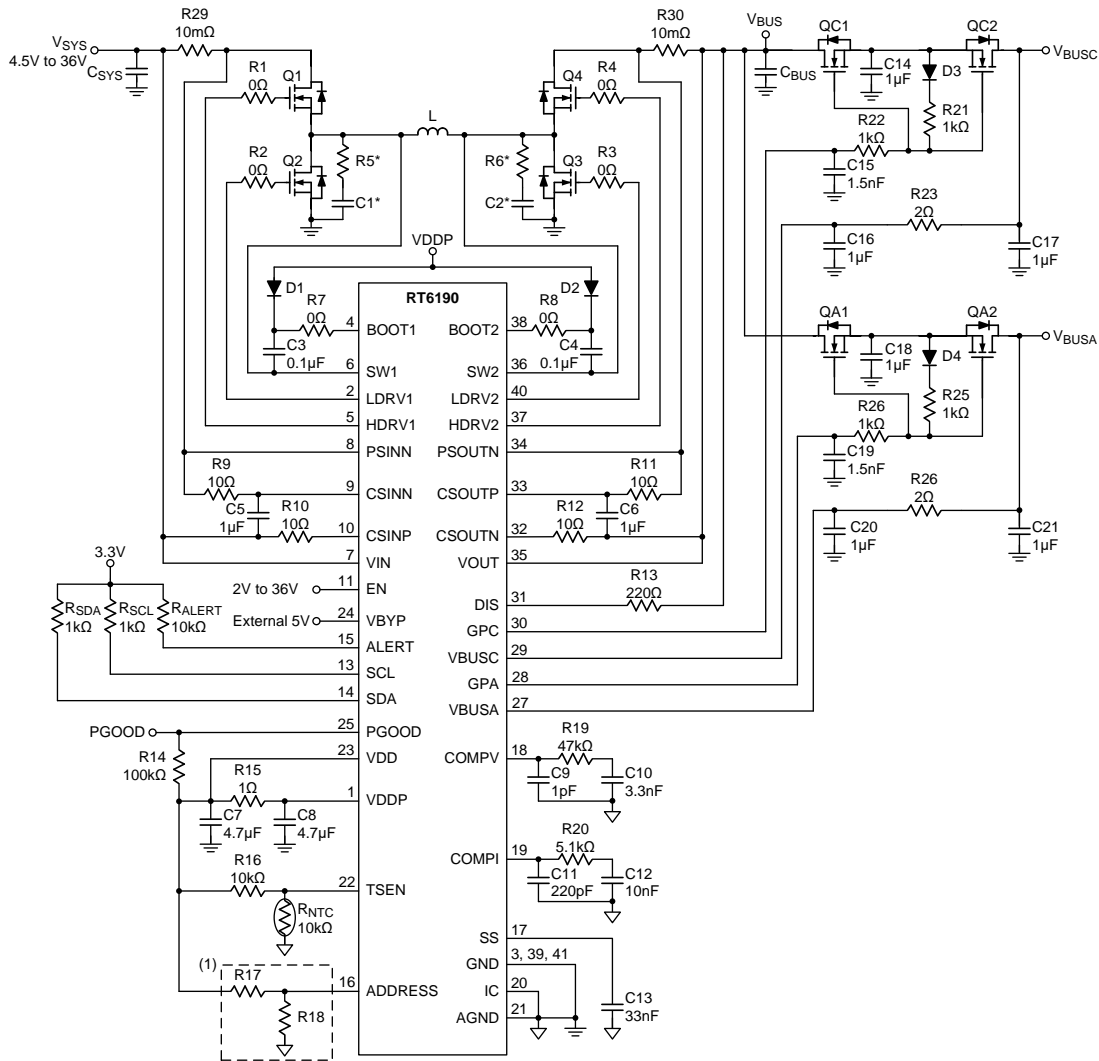 R29
10mΩ
VSYS
4.5V to 36V
CSYS
R1
0Ω
Q1
R2
0Ω
Q2
R5*
C1*
L
R30
10mΩ
Q4
R4
0Ω
R6*
C2*
Q3
R3
0Ω
VBUS
CBUS
QC1
QC2
C14
1µF
D3
R21
1kΩ
VBUSC
R22
1kΩ
C15
1.5nF
R23
2Ω
C16
1µF
C17
1µF
QA1
QA2
C18
1µF
D4
R25
1kΩ
VBUSA
R26
1kΩ
C19
1.5nF
R26
2Ω
C20
1µF
C21
1µF
VDDP
D1
D2
R7
0Ω
R8
0Ω
C3
0.1µF
C4
0.1µF
RT6190
4 BOOT1
BOOT2 38
6 SW1
SW2 36
2 LDRV1
LDRV2 40
5 HDRV1
HDRV2 37
8 PSINN
PSOUTN 34
R9
10Ω
9 CSINN
CSOUTP 33
R11
10Ω
C5
1µF
R10
10Ω
10 CSINP
CSOUTN 32
R12
10Ω
C6
1µF
7 VIN
VOUT 35
3.3V
2V to 36V
11 EN
DIS 31
R13
220Ω
RSDA
1kΩ
RSCL
1kΩ
RALERT
10kΩ
External 5V
24 VBYP
GPC 30
15 ALERT
VBUSC 29
13 SCL
GPA 28
14 SDA
VBUSA 27
PGOOD
25 PGOOD
R14
100kΩ
23 VDD
COMPV 18
R19
47kΩ
C9
1pF
C10
3.3nF
R15
1Ω
1 VDDP
C7
4.7µF
C8
4.7µF
COMPI 19
R20
5.1kΩ
C11
220pF
C12
10nF
R16
10kΩ
22 TSEN
RNTC
10kΩ
SS 17
GND 3, 39, 41
(1)
R17
16 ADDRESS
IC 20
R18
AGND 21
C13
33nF